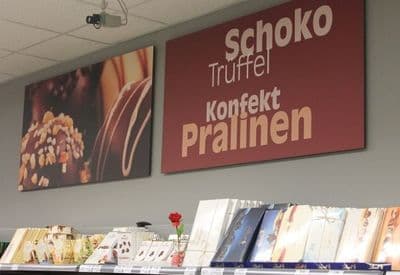 Schoko
Trüffel
Konfekt
Pralinen